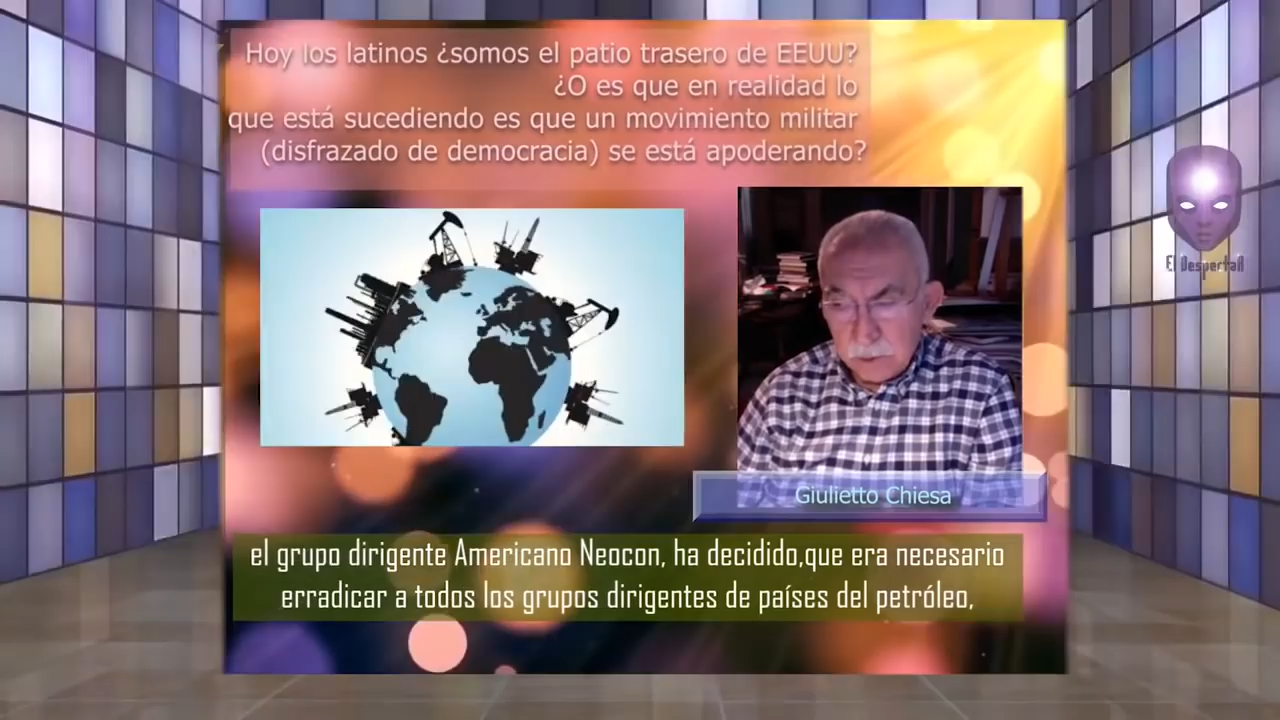 Hoy los latinos ¿somos el patio trasero de EEUU?
¿O es que en realidad lo
que está sucediendo es que un movimiento militar
(disfrazado de democracia) se está apoderando?
El DespertaR
Giulietto Chiesa
el grupo dirigente Americano Neocon, ha decidido,que era necesario
erradicar a todos los grupos dirigentes de países del petróleo,